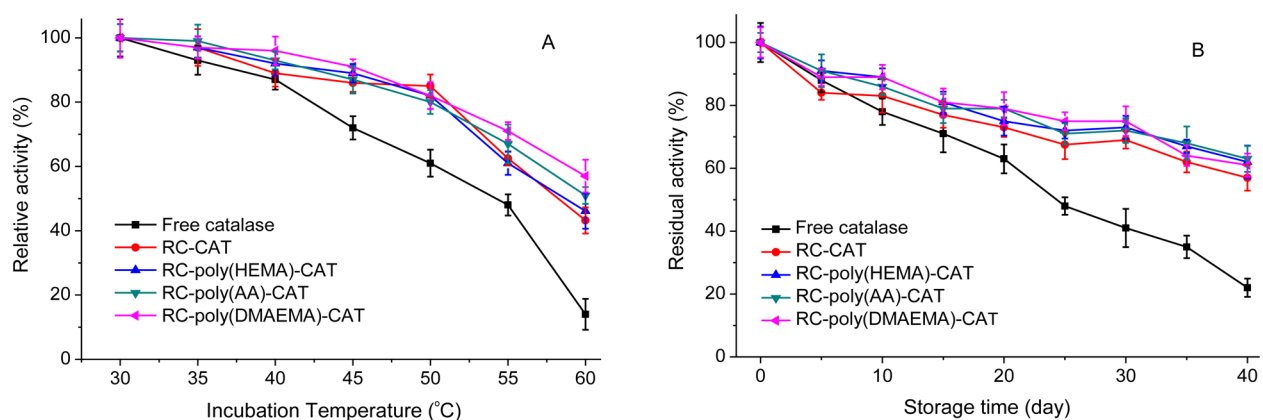 A
100
80
60
40
20
0
Relative activity (%)
Free catalase
RC-CAT
RC-poly(HEMA)-CAT
RC-poly(AA)-CAT
RC-poly(DMAEMA)-CAT
30 35 40 45 50 55 60
Incubation Temperature (°C)
B
100
80
60
40
20
0
Residual activity (%)
Free catalase
RC-CAT
RC-poly(HEMA)-CAT
RC-poly(AA)-CAT
RC-poly(DMAEMA)-CAT
0 10 20 30 40
Storage time (day)